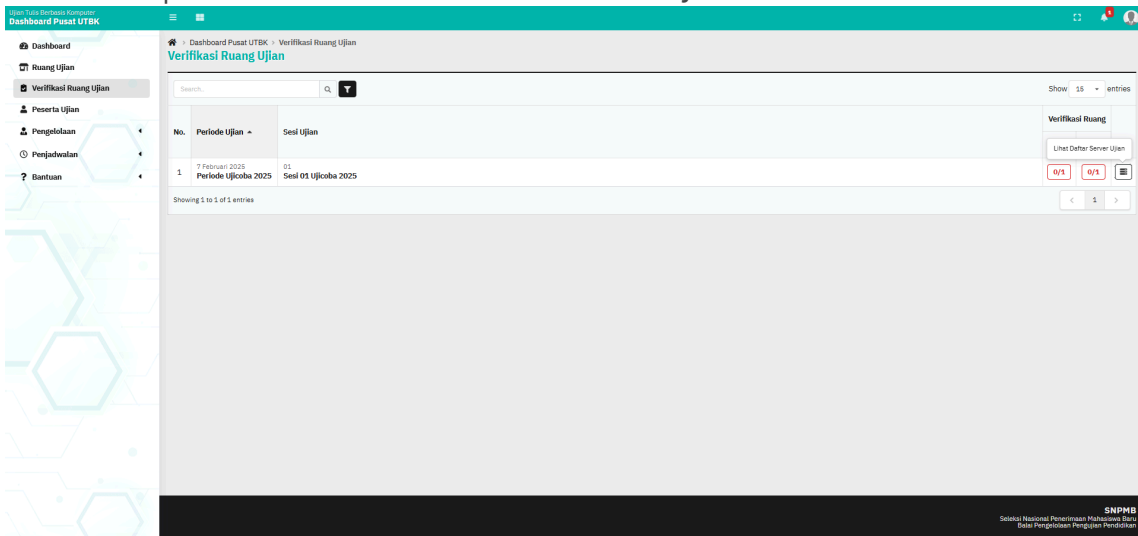 Ujian Tulis Berbasis Komputer
Dashboard Pusat UTBK
Dashboard Pusat UTBK > Verifikasi Ruang Ujian
Verifikasi Ruang Ujian
Dashboard
Ruang Ujian
Verifikasi Ruang Ujian
Peserta Ujian
Pengelolaan
Penjadwalan
Bantuan
Search..
Show 15 entries
No. Periode Ujian Sesi Ujian Verifikasi Ruang
Lihat Daftar Server Ujian
7 Februari 2025 01
1 Periode Ujicoba 2025 Sesi 01 Ujicoba 2025 0/1 0/1
Showing 1 to 1 of 1 entries < 1 >
SNPMB
Seleksi Nasional Penerimaan Mahasiswa Baru
Balai Pengelolaan Pengujian Pendidikan